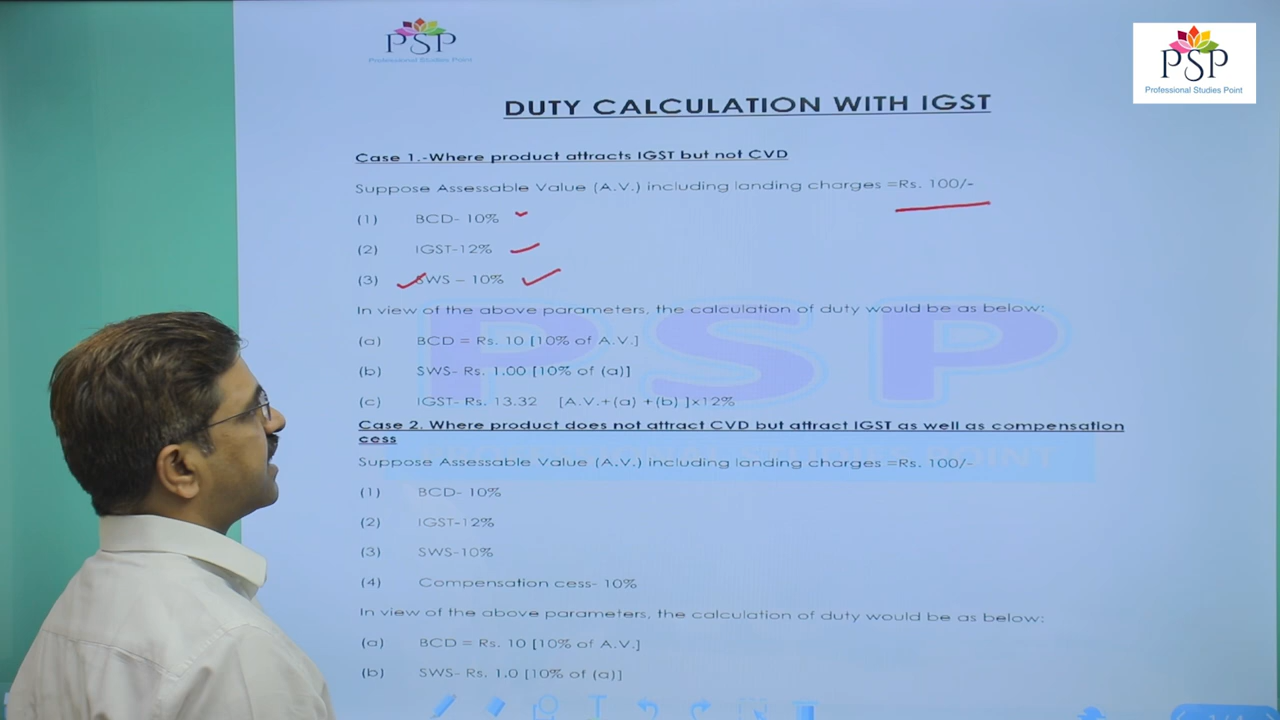 PSP
Professional Studies Point
PSP
Professional Studies Point
DUTY CALCULATION WITH IGST
Case 1.-Where product attracts IGST but not CVD
Suppose Assessable Value (A.V.) including landing charges =Rs. 100/-
(1) BCD- 10%
(2) IGST-12%
(3) SWS – 10%
In view of the above parameters, the calculation of duty would be as below:
(a) BCD = Rs. 10 [10% of A.V.]
(b) SWS- Rs. 1.00 [10% of (a)]
(c) IGST- Rs. 13.32 [A.V.+(a) +(b) ]x12%
PSP
Case 2. Where product does not attract CVD but attract IGST as well as compensation
cess
PROFESSIONAL STUDIES POINT
Suppose Assessable Value (A.V.) including landing charges =Rs. 100/-
(1) BCD- 10%
(2) IGST-12%
(3) SWS-10%
(4) Compensation cess- 10%
In view of the above parameters, the calculation of duty would be as below:
(a) BCD = Rs. 10 [10% of A.V.]
(b) SWS- Rs. 1.0 [10% of (a)]